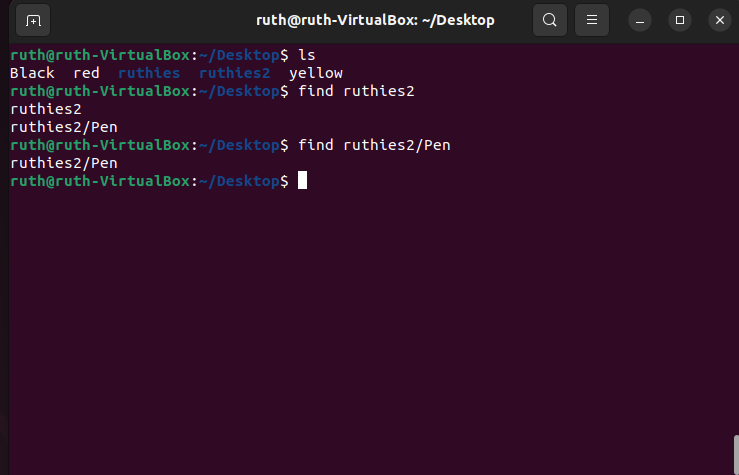 ruth@ruth-VirtualBox: ~/Desktop
ruth@ruth-VirtualBox:~/Desktop$ ls
Black  red  ruthies  ruthies2  yellow
ruth@ruth-VirtualBox:~/Desktop$ find ruthies2
ruthies2
ruthies2/Pen
ruth@ruth-VirtualBox:~/Desktop$ find ruthies2/Pen
ruthies2/Pen
ruth@ruth-VirtualBox:~/Desktop$